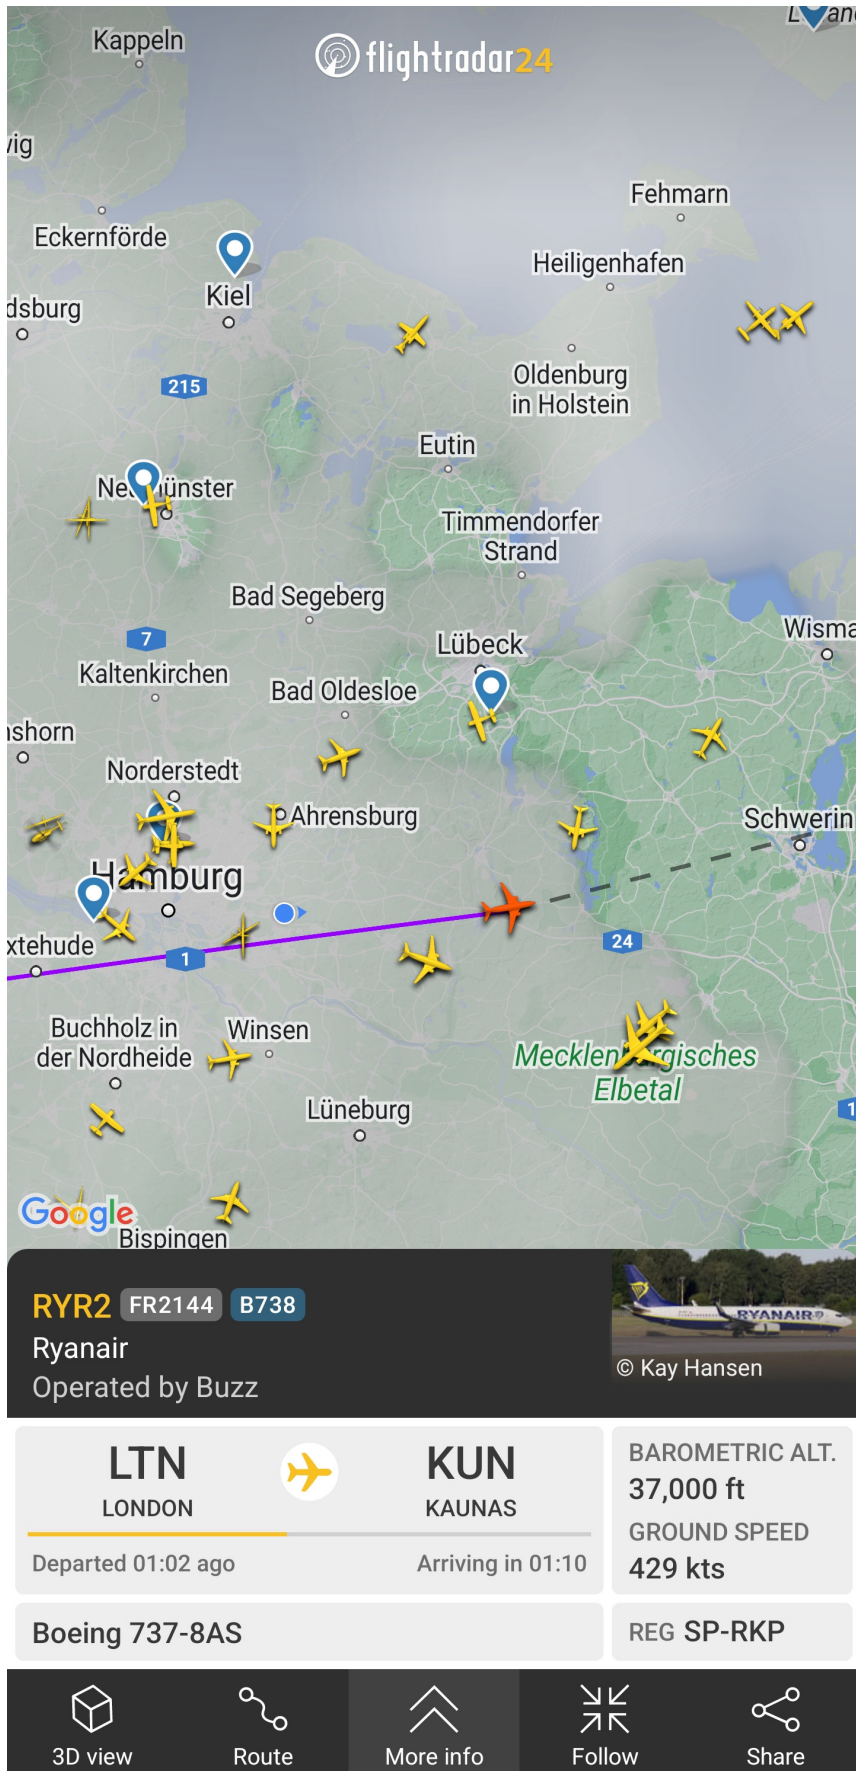 Kappeln
flightradar24
Eckernförde
Fehmarn
Kiel
Heiligenhafen
215
Oldenburg
in Holstein
Eutin
Timmendorfer
Strand
Bad Segeberg
7
Lübeck
Kaltenkirchen
Bad Oldesloe
Norderstedt
Ahrensburg
Schwerin
Hamburg
24
1
Buchholz in
der Nordheide
Winsen
Elbetal
Lüneburg
Google
Bispingen
RYR2 FR2144 B738
Ryanair
RYANAIR
Operated by Buzz
© Kay Hansen
LTN KUN
LONDON KAUNAS
Departed 01:02 ago Arriving in 01:10
BAROMETRIC ALT.
37,000 ft
GROUND SPEED
429 kts
Boeing 737-8AS
REG SP-RKP
3D view Route More info Follow Share